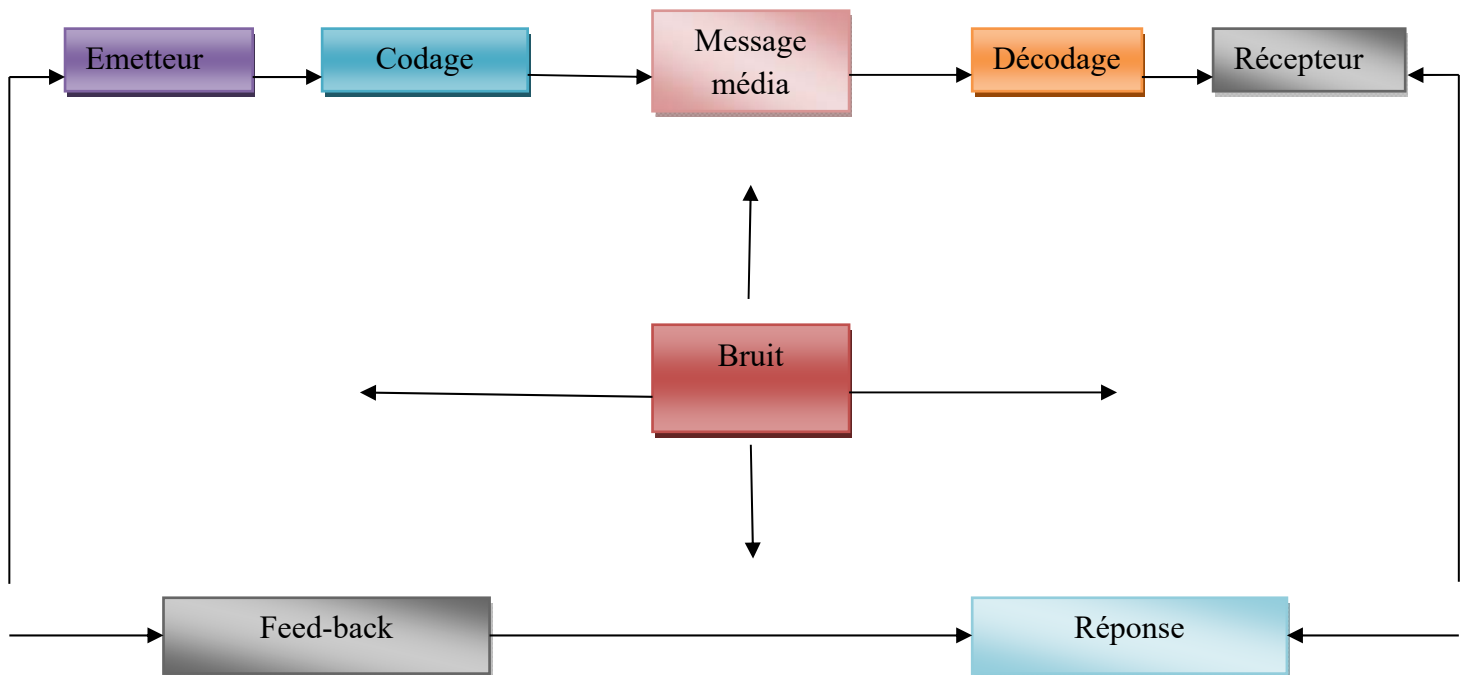 Emetteur
Codage
Message
média
Décodage
Récepteur
Bruit
Feed-back
Réponse